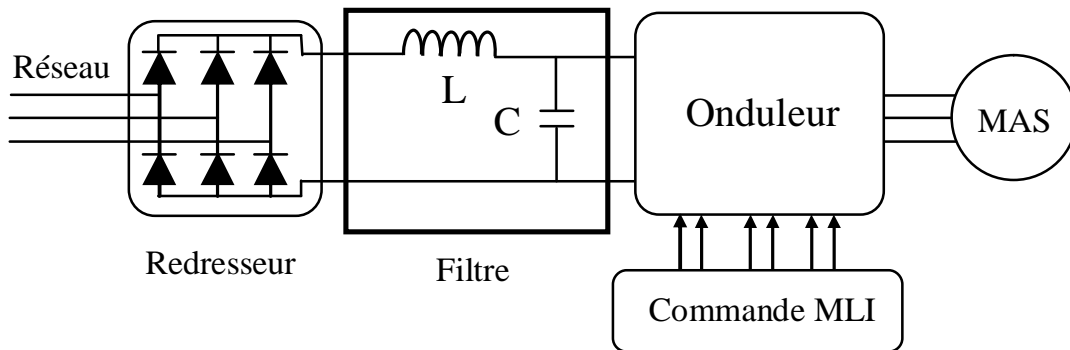 Réseau
L
C
Onduleur
MAS
Redresseur
Filtre
Commande MLI